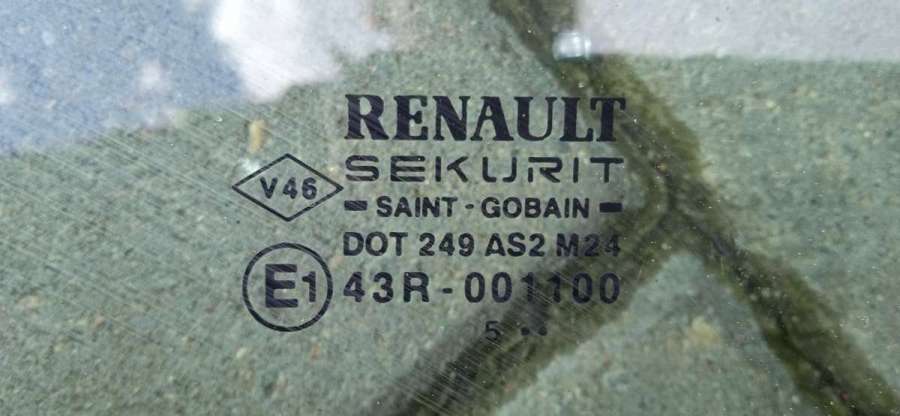 RENAULT
SEKURIT
V46
SAINT-GOBAIN
DOT 249 AS2 M24
E1 43R-001100
5 ••